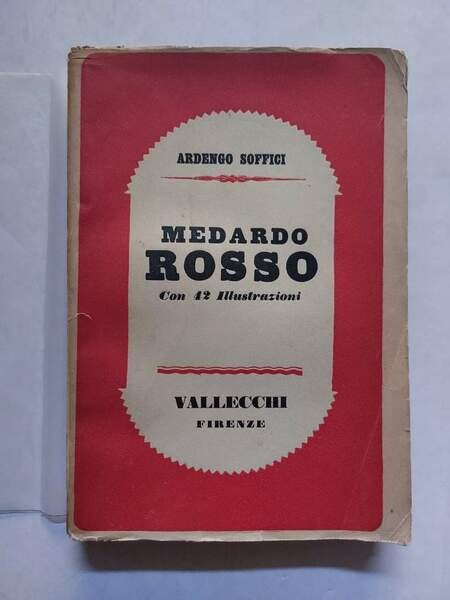 ARDENGO SOFFICI
MEDARDO
ROSSO
Con 42 Illustrazioni
VALLECCHI
FIRENZE